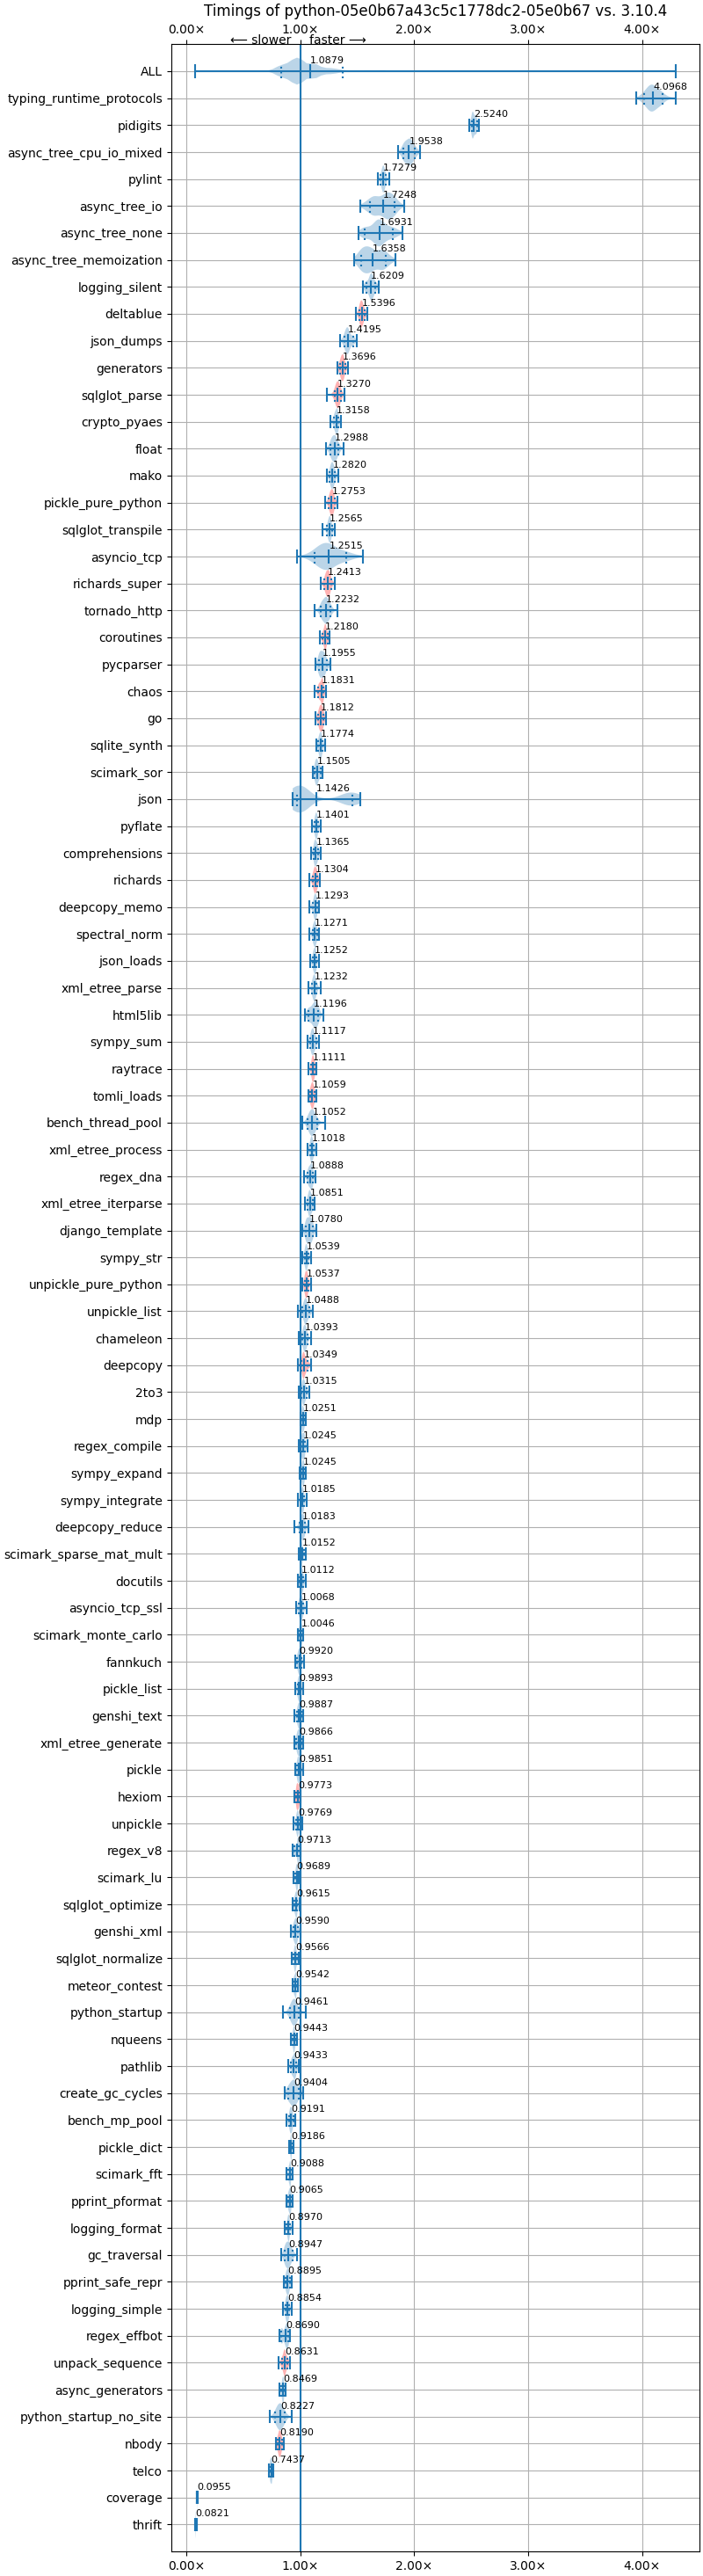 Timings of python-05e0b67a43c5c1778dc2-05e0b67 vs. 3.10.4
0.00× 1.00× 2.00× 3.00× 4.00×
⟵ slower faster ⟶
ALL 1.0879
typing_runtime_protocols 4.0968
pidigits 2.5240
async_tree_cpu_io_mixed 1.9538
pylint 1.7279
async_tree_io 1.7248
async_tree_none 1.6931
async_tree_memoization 1.6358
logging_silent 1.6209
deltablue 1.5396
json_dumps 1.4195
generators 1.3696
sqlglot_parse 1.3270
crypto_pyaes 1.3158
float 1.2988
mako 1.2820
pickle_pure_python 1.2753
sqlglot_transpile 1.2565
asyncio_tcp 1.2515
richards_super 1.2413
tornado_http 1.2232
coroutines 1.2180
pycparser 1.1955
chaos 1.1831
go 1.1812
sqlite_synth 1.1774
scimark_sor 1.1505
json 1.1426
pyflate 1.1401
comprehensions 1.1365
richards 1.1304
deepcopy_memo 1.1293
spectral_norm 1.1271
json_loads 1.1252
xml_etree_parse 1.1232
html5lib 1.1196
sympy_sum 1.1117
raytrace 1.1111
tomli_loads 1.1059
bench_thread_pool 1.1052
xml_etree_process 1.1018
regex_dna 1.0888
xml_etree_iterparse 1.0851
django_template 1.0780
sympy_str 1.0539
unpickle_pure_python 1.0537
unpickle_list 1.0488
chameleon 1.0393
deepcopy 1.0349
2to3 1.0315
mdp 1.0251
regex_compile 1.0245
sympy_expand 1.0245
sympy_integrate 1.0185
deepcopy_reduce 1.0183
scimark_sparse_mat_mult 1.0152
docutils 1.0112
asyncio_tcp_ssl 1.0068
scimark_monte_carlo 1.0046
fannkuch 0.9920
pickle_list 0.9893
genshi_text 0.9887
xml_etree_generate 0.9866
pickle 0.9851
hexiom 0.9773
unpickle 0.9769
regex_v8 0.9713
scimark_lu 0.9689
sqlglot_optimize 0.9615
genshi_xml 0.9590
sqlglot_normalize 0.9566
meteor_contest 0.9542
python_startup 0.9461
nqueens 0.9443
pathlib 0.9433
create_gc_cycles 0.9404
bench_mp_pool 0.9191
pickle_dict 0.9186
scimark_fft 0.9088
pprint_pformat 0.9065
logging_format 0.8970
gc_traversal 0.8947
pprint_safe_repr 0.8895
logging_simple 0.8854
regex_effbot 0.8690
unpack_sequence 0.8631
async_generators 0.8469
python_startup_no_site 0.8227
nbody 0.8190
telco 0.7437
coverage 0.0955
thrift 0.0821
0.00× 1.00× 2.00× 3.00× 4.00×